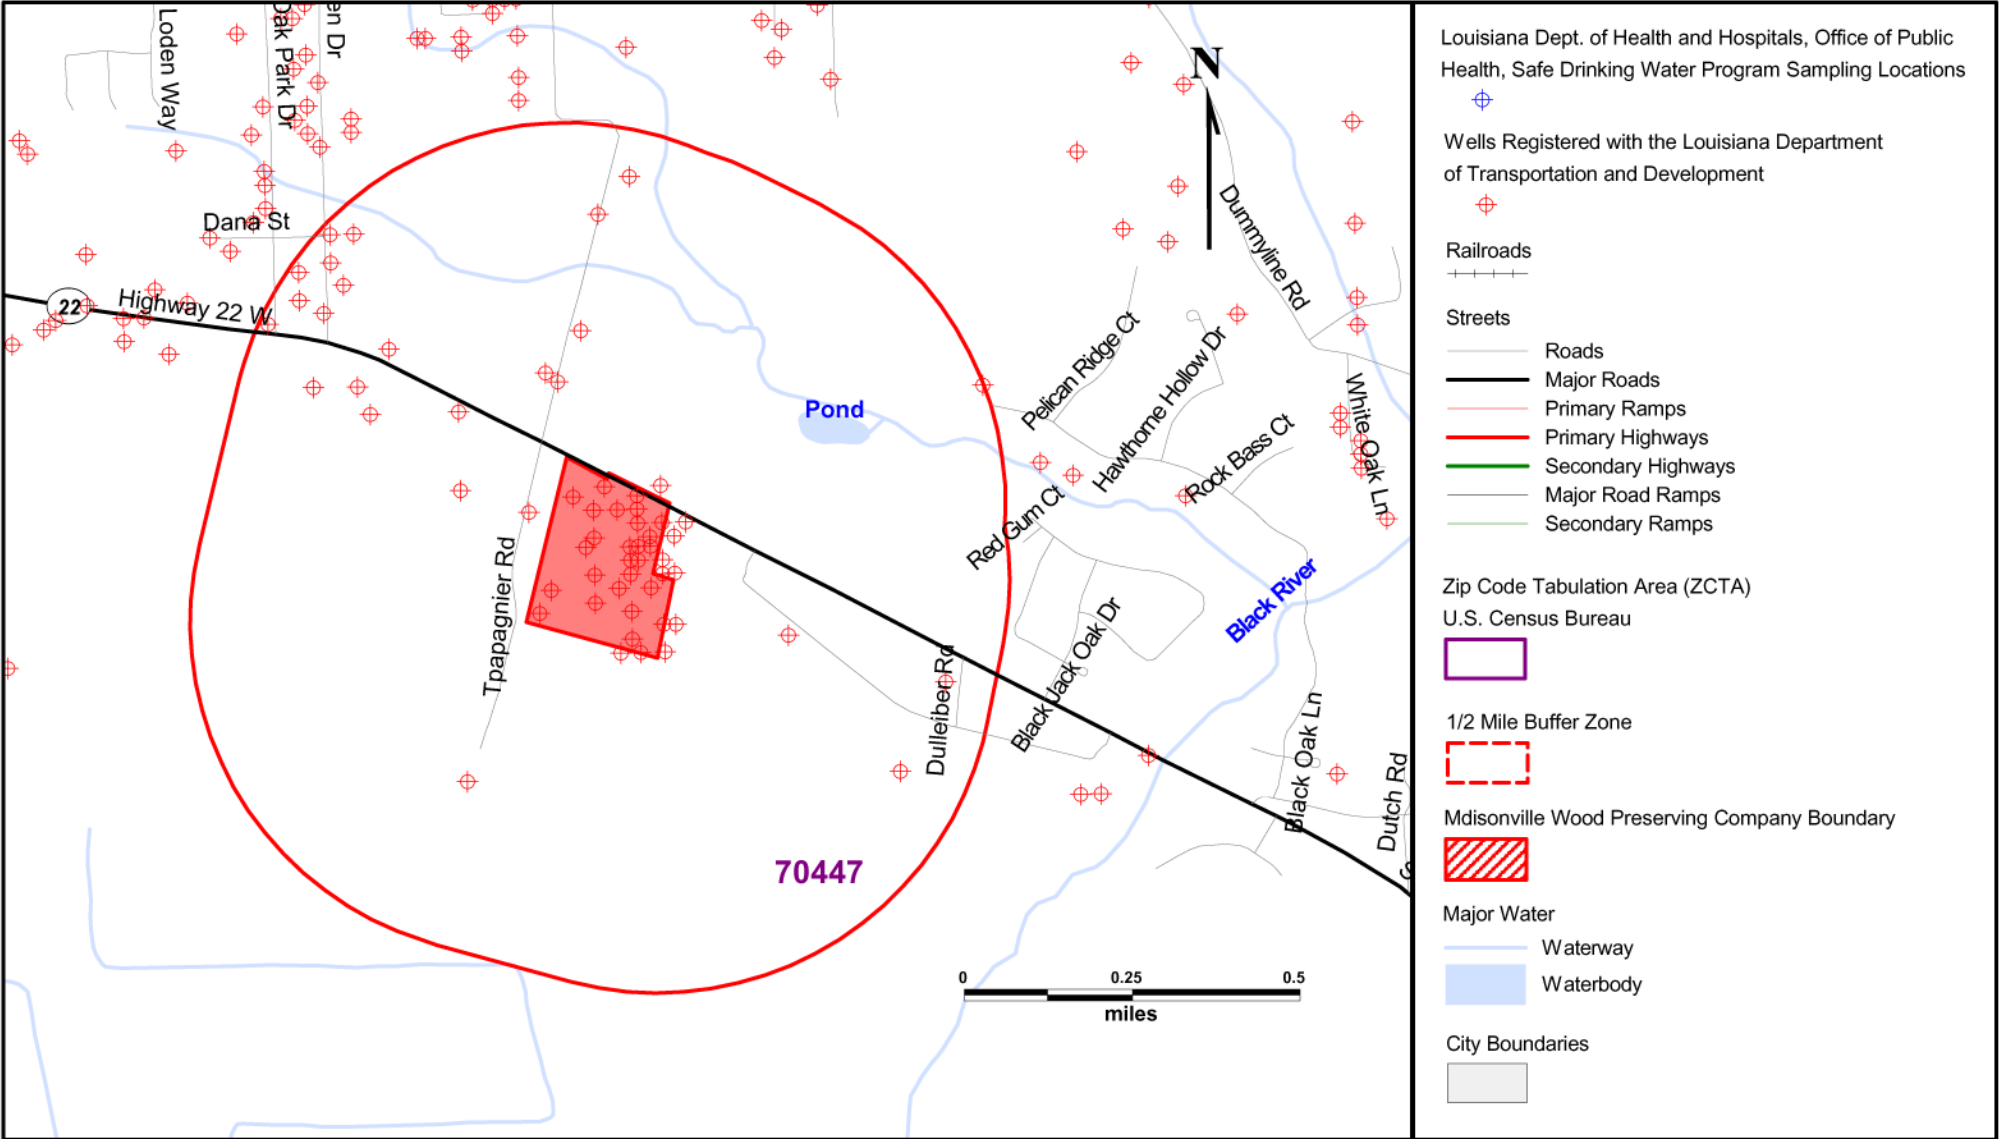 Loden Way
Oak Park Dr
en Dr
N
Dana St
Dummyline Rd
22
Highway 22 W
Pelican Ridge Ct
Hawthorne Hollow Dr
White Oak Ln
Pond
Rock Bass Ct
Red Gum Ct
Tpapagnier Rd
Black River
Black Jack Oak Dr
Dulleiber Rd
Black Oak Ln
Dutch Rd
70447
0 0.25 0.5
miles
Louisiana Dept. of Health and Hospitals, Office of Public
Health, Safe Drinking Water Program Sampling Locations
Wells Registered with the Louisiana Department
of Transportation and Development
Railroads
Streets
Roads
Major Roads
Primary Ramps
Primary Highways
Secondary Highways
Major Road Ramps
Secondary Ramps
Zip Code Tabulation Area (ZCTA)
U.S. Census Bureau
1/2 Mile Buffer Zone
Mdisonville Wood Preserving Company Boundary
Major Water
Waterway
Waterbody
City Boundaries